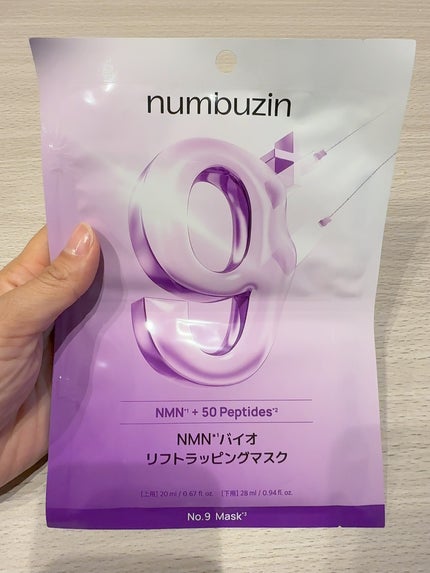 numbuzin
9
NMN*¹ + 50 Peptides*²
NMN*¹バイオ
リフトラッピングマスク
[上用] 20 ml / 0.67 fl. oz. [下用] 28 ml / 0.94 fl. oz.
No.9 Mask*³